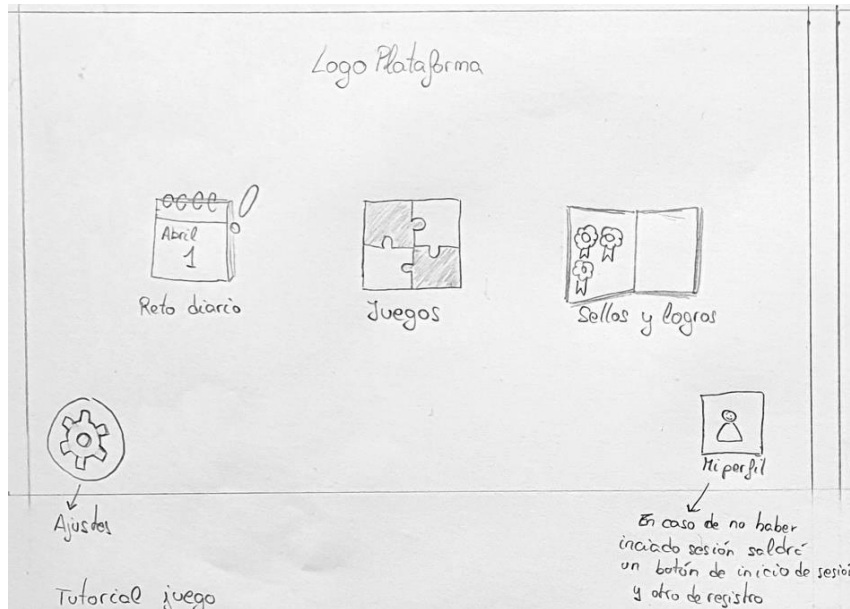 Logo Plataforma
Abril
1
Reto diario
Juegos
Sellos y logros
Mi perfil
Ajustes
En caso de no haber
inciado sesión saldrá
un botón de inicio de sesión
y otro de registro
Tutorial juego